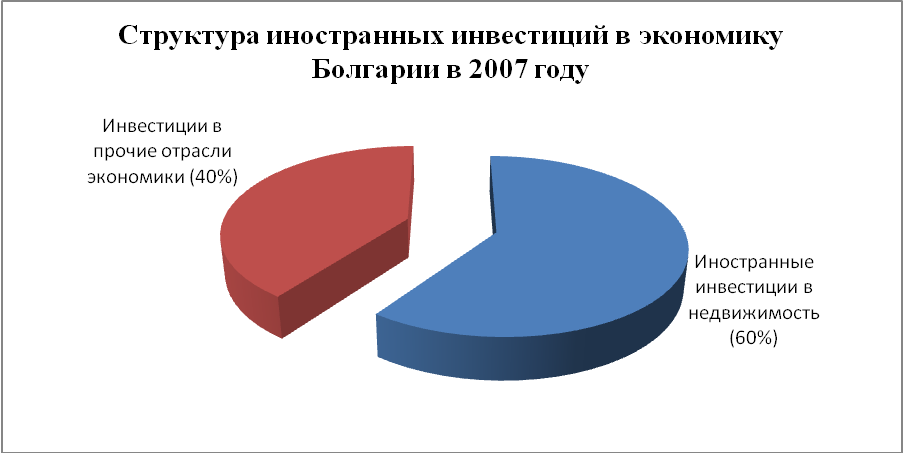 Структура иностранных инвестиций в экономику
Болгарии в 2007 году
Инвестиции в
прочие отрасли
экономики (40%)
Иностранные
инвестиции в
недвижимость
(60%)